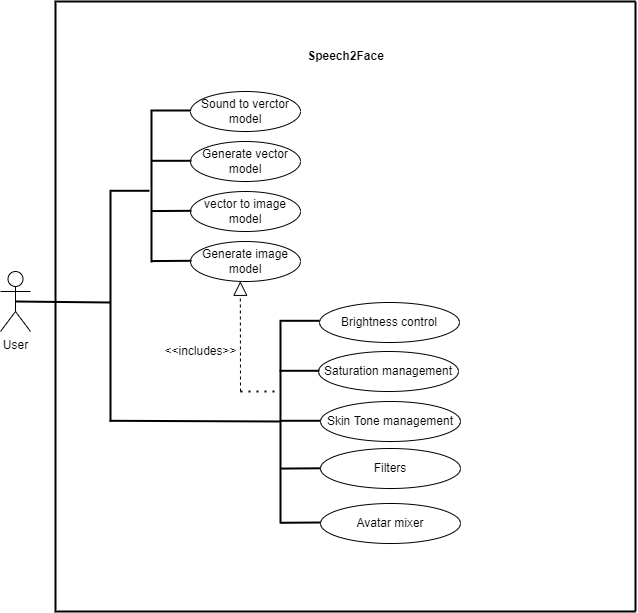 Speech2Face
Sound to verctor
model
Generate vector
model
vector to image
model
Generate image
model
User
<<includes>>
Brightness control
Saturation management
Skin Tone management
Filters
Avatar mixer